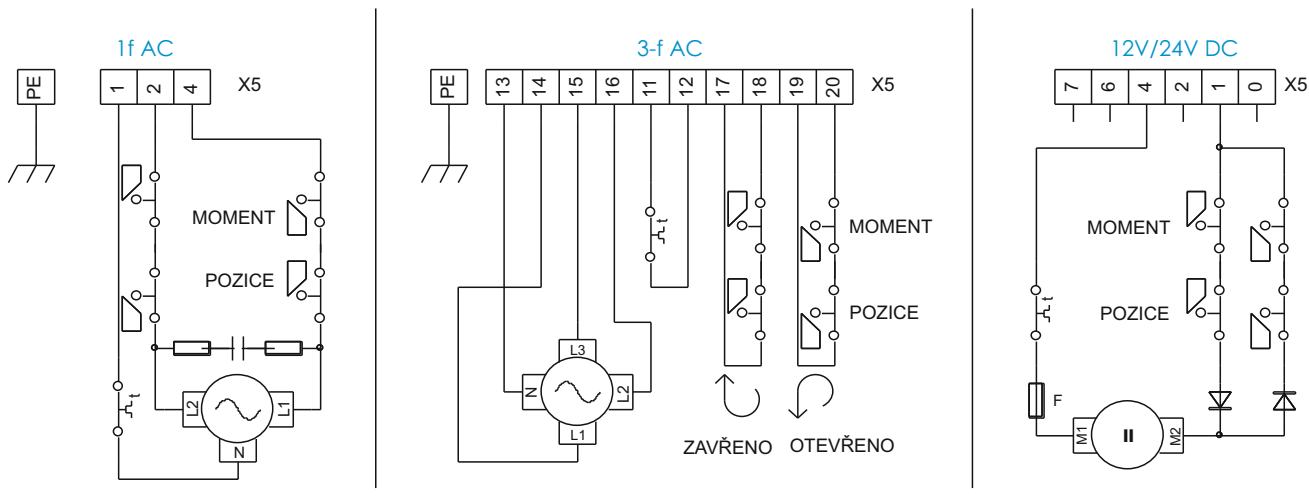 1f AC
PE
1 2 4 X5
MOMENT
POZICE
t
L2 L1
N
3-f AC
PE
13 14 15 16 11 12 17 18 19 20 X5
t
MOMENT
POZICE
L3
N L2
L1
ZAVŘENO OTEVŘENO
12V/24V DC
7 6 4 2 1 0 X5
MOMENT
t
POZICE
F
M1 II M2